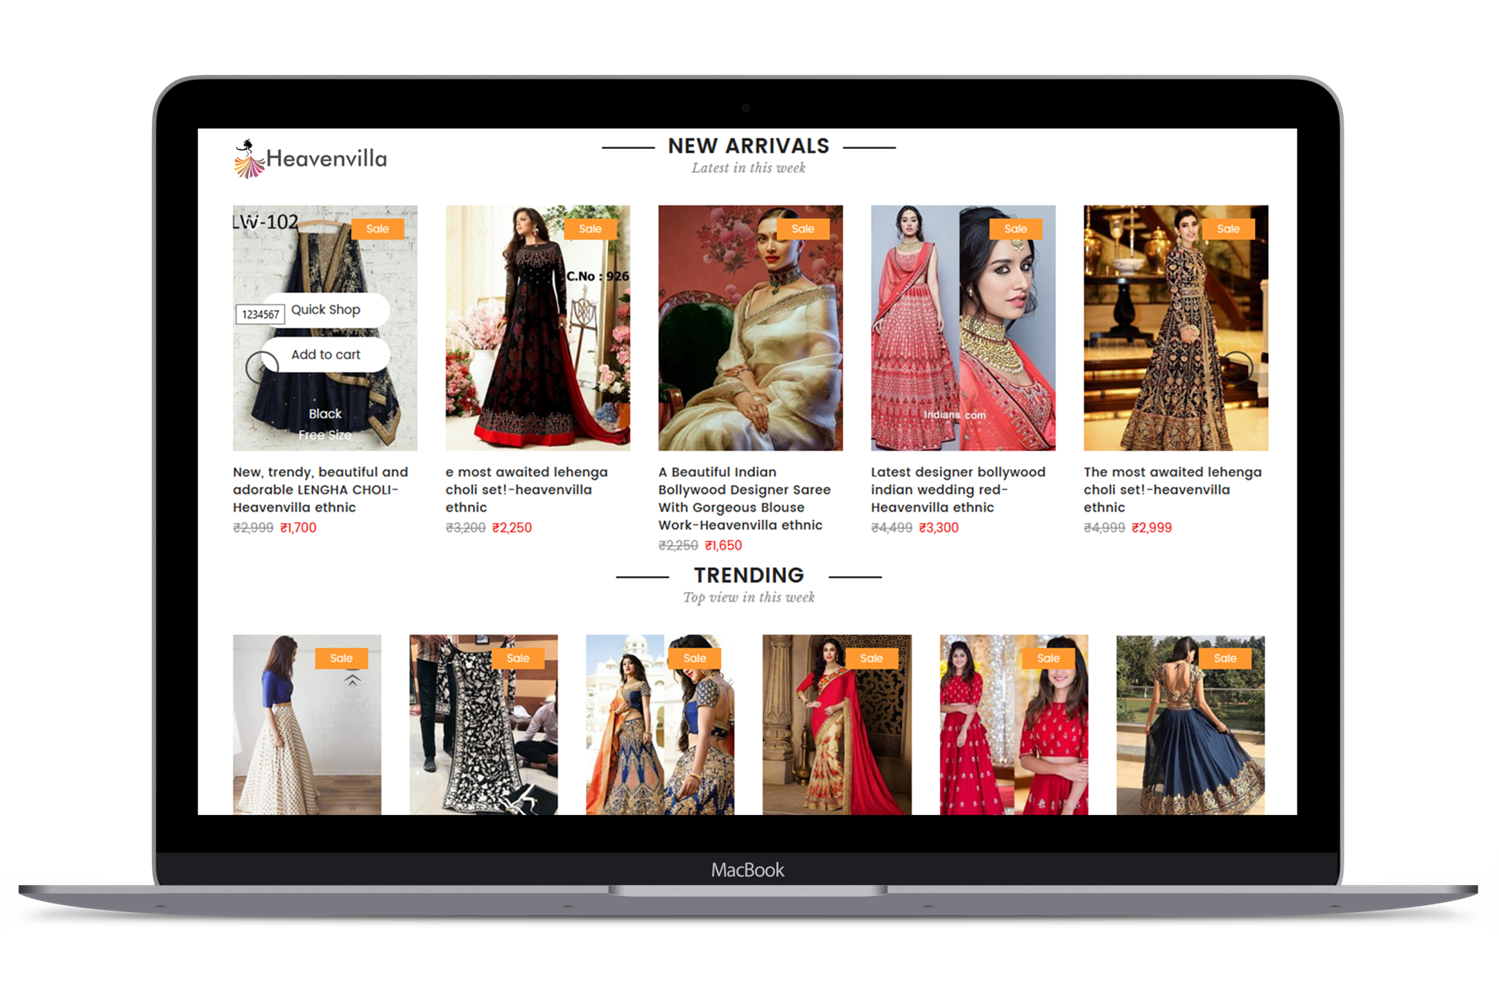 Heavenvilla
NEW ARRIVALS
Latest in this week
LW-102
Sale
1234567
Quick Shop
Add to cart
Black
Free Size
New, trendy, beautiful and
adorable LENGHA CHOLI-
Heavenvilla ethnic
₹2,999 ₹1,700
Sale
C.No : 926
e most awaited lehenga
choli set!-heavenvilla
ethnic
₹3,200 ₹2,250
Sale
A Beautiful Indian
Bollywood Designer Saree
With Gorgeous Blouse
Work-Heavenvilla ethnic
₹2,250 ₹1,650
Sale
Indians com
Latest designer bollywood
indian wedding red-
Heavenvilla ethnic
₹4,499 ₹3,300
Sale
The most awaited lehenga
choli set!-heavenvilla
ethnic
₹4,999 ₹2,999
TRENDING
Top view in this week
Sale
Sale
Sale
Sale
Sale
Sale
MacBook